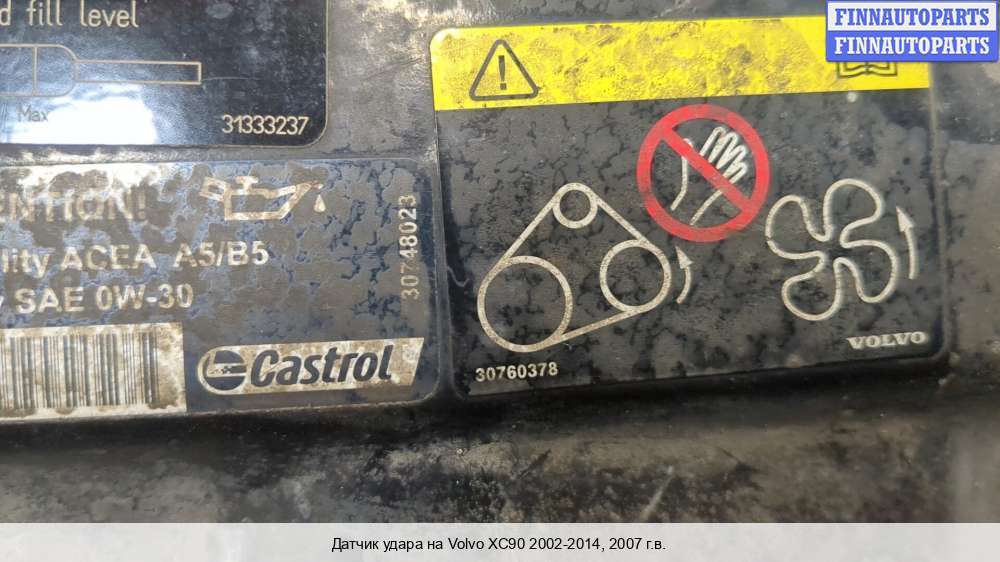 FINNAUTOPARTS
FINNAUTOPARTS
d fill level
Max
31333237
ENTION!
lity ACEA A5/B5
y SAE 0W-30
30748023
Castrol
30760378
VOLVO
Датчик удара на Volvo XC90 2002-2014, 2007 г.в.